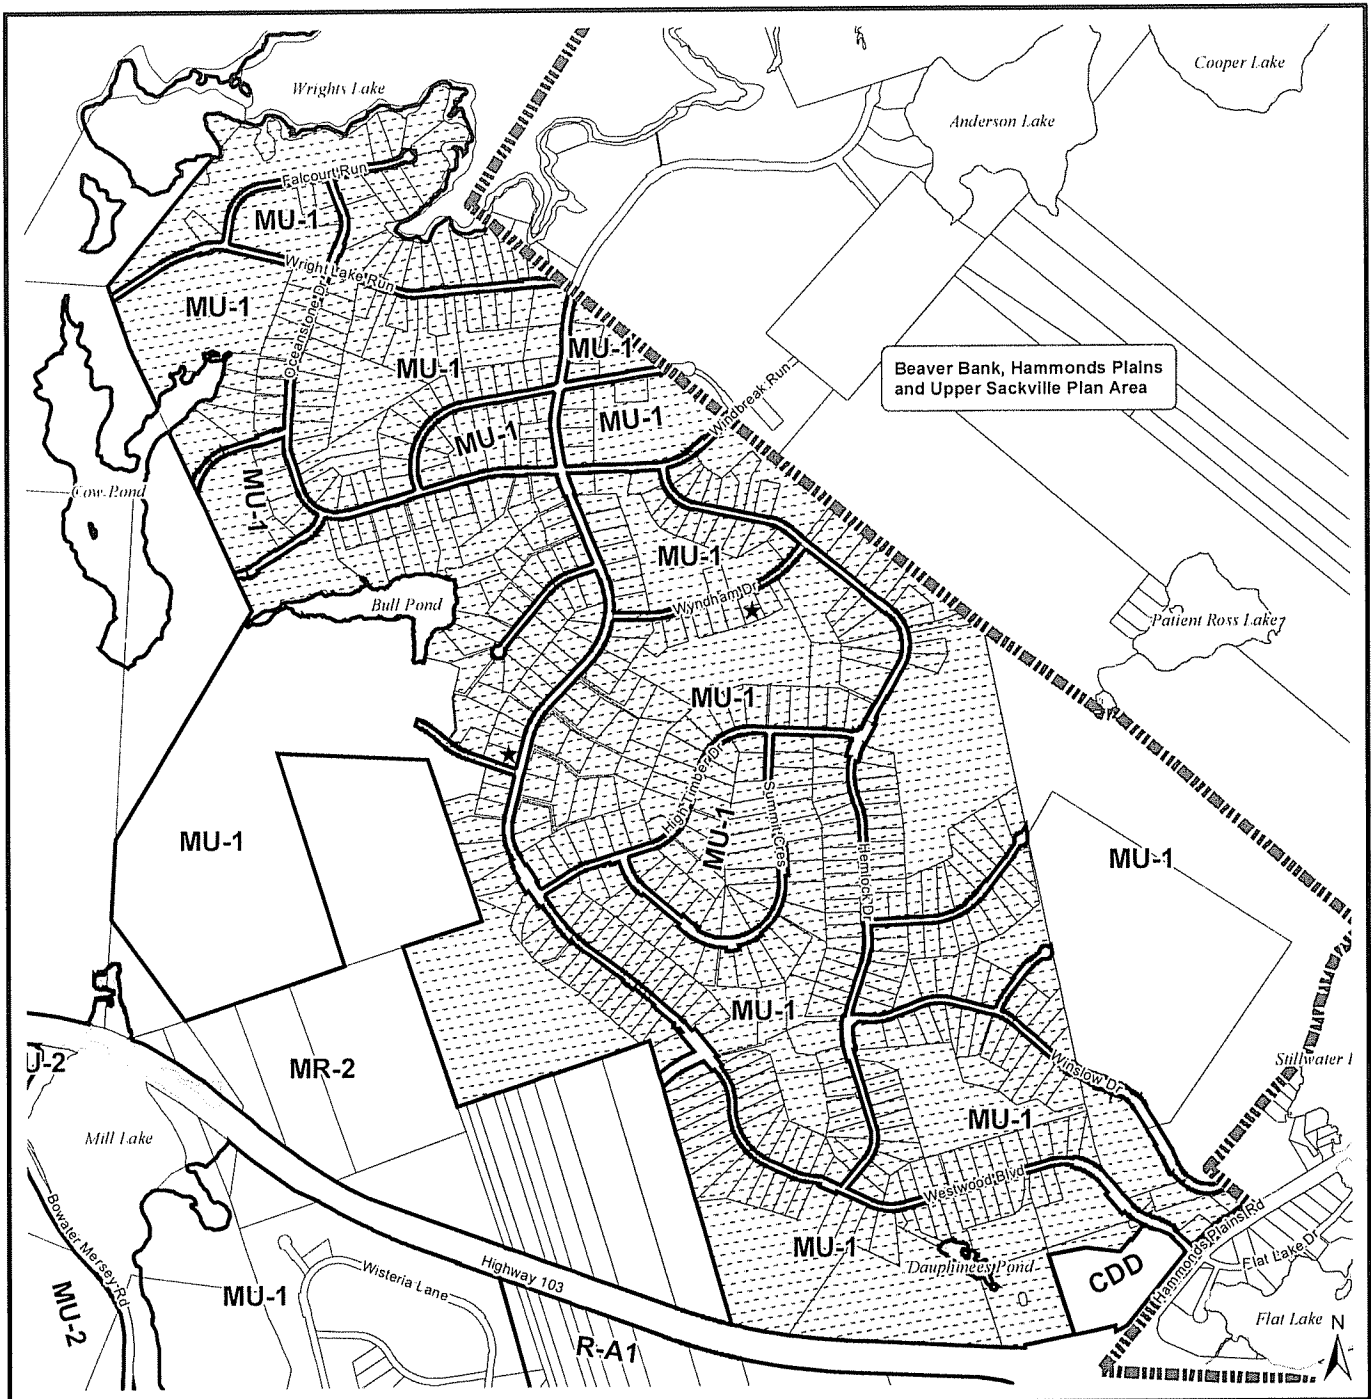 Cooper Lake
Wrights Lake
Anderson Lake
Falcourt Run
MU-1
Wright Lake Run
MU-1
Oceanstone Dr
MU-1
MU-1
Beaver Bank, Hammonds Plains
and Upper Sackville Plan Area
Windbreak Run
MU-1
MU-1
Cow Pond
MU-1
MU-1
Bull Pond
Wyndham Dr
Patient Ross Lake
MU-1
High Timber Dr
Summit Cres
MU-1
MU-1
Hemlock Dr
MU-1
MU-1
MR-2
U-2
Stillwater
Winslow Dr
Mill Lake
MU-1
Westwood Blvd
Bowater Mersey Rd
Hammonds Plains Rd
MU-1
Dauphinees Pond
CDD
Flat Lake Dr
Highway 103
Wisteria Lane
MU-1
MU-2
R-A1
Flat Lake
N